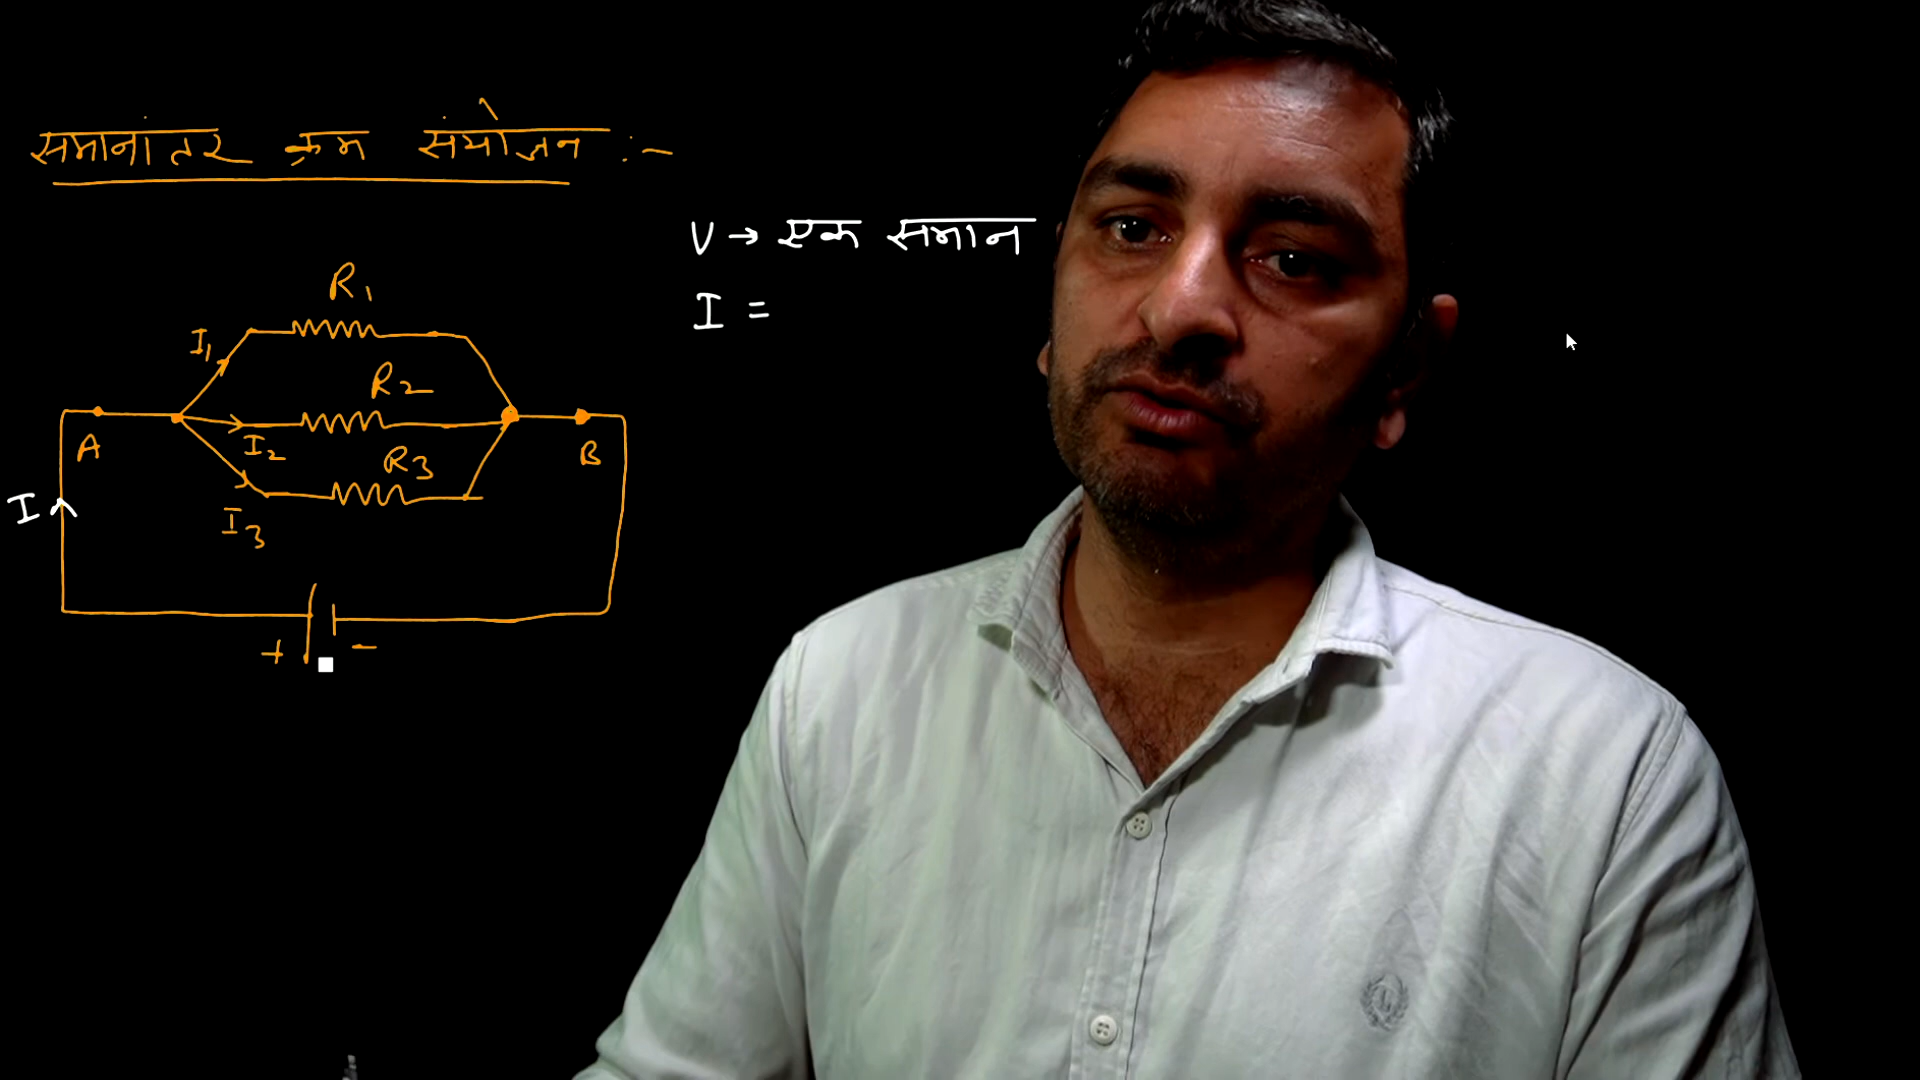 समानांतर क्रम संयोजन :-
V → एक समान
I =
R1
I1
R2
A
I2
R3
B
I
I3
+ -